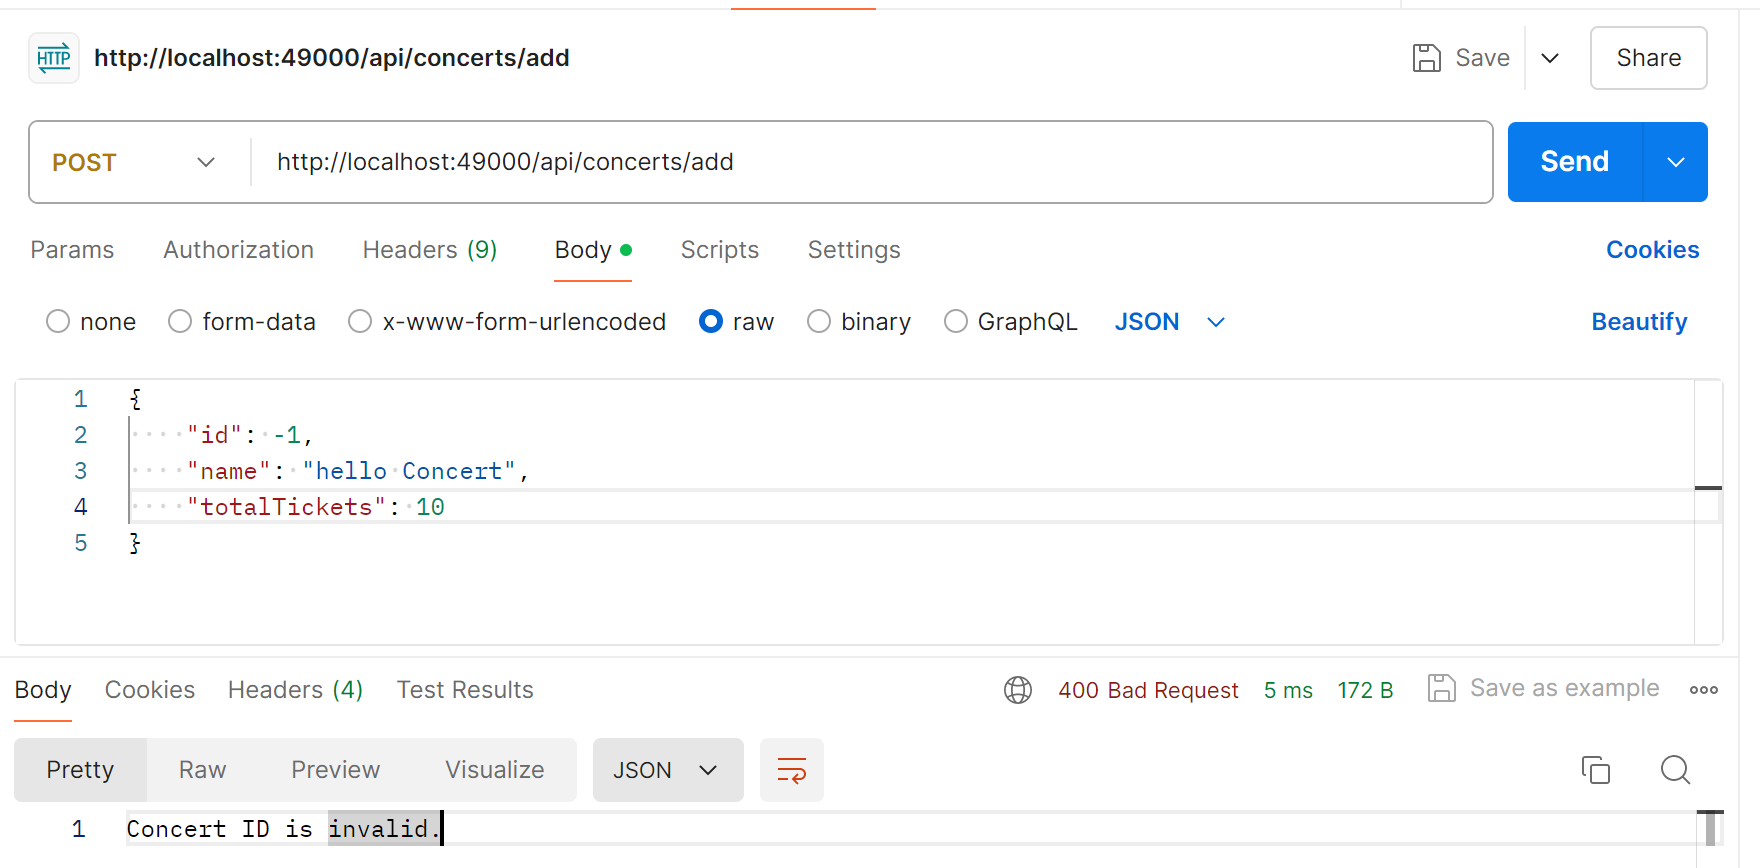 HTTP http://localhost:49000/api/concerts/add Save Share
POST http://localhost:49000/api/concerts/add Send
Params Authorization Headers (9) Body Scripts Settings Cookies
none form-data x-www-form-urlencoded raw binary GraphQL JSON Beautify
1 {
2 "id": -1,
3 "name": "hello Concert",
4 "totalTickets": 10
5 }
Body Cookies Headers (4) Test Results 400 Bad Request 5 ms 172 B Save as example
Pretty Raw Preview Visualize JSON
1 Concert ID is invalid.